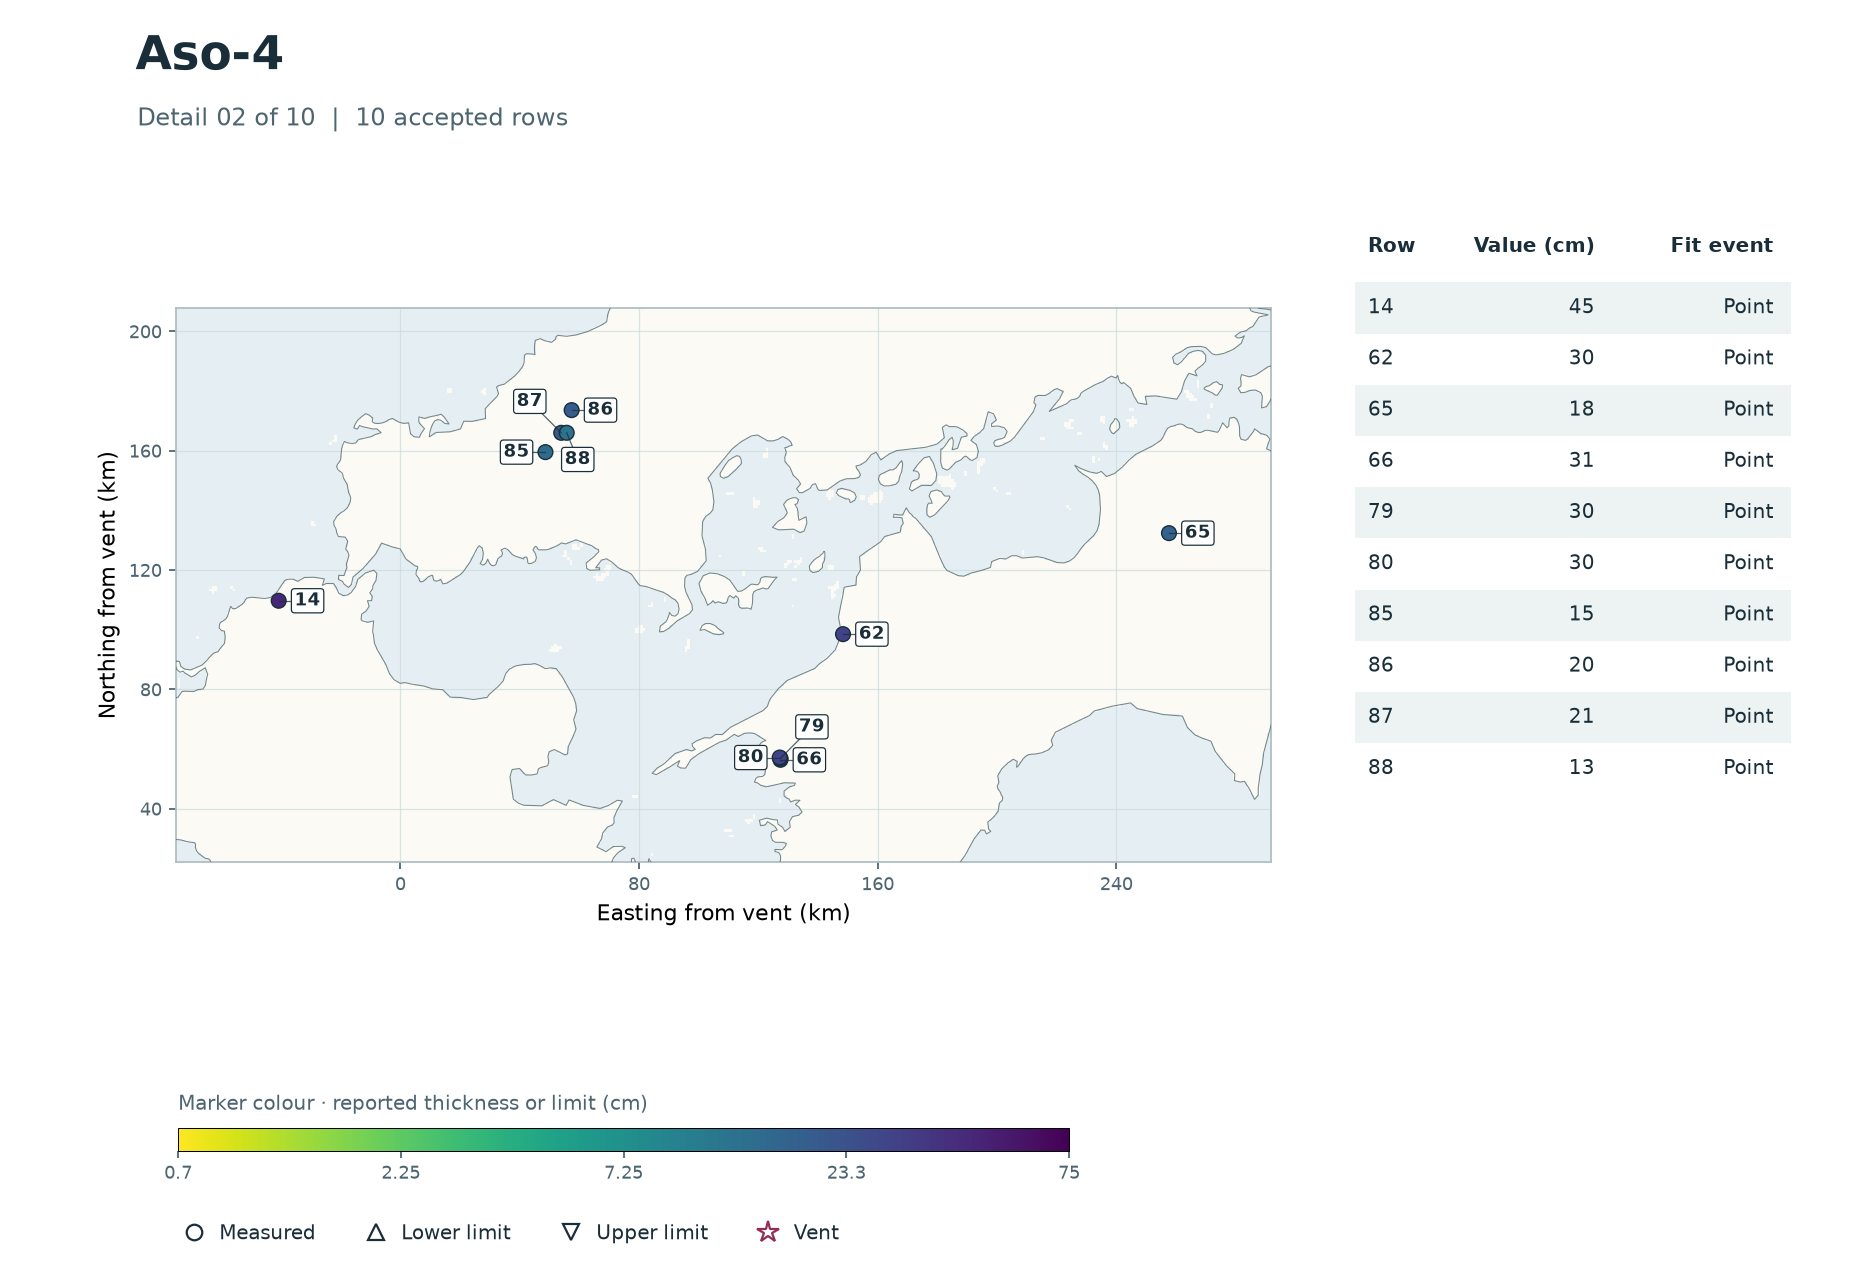 Aso-4
Detail 02 of 10 | 10 accepted rows
Row Value (cm) Fit event
14 45 Point
62 30 Point
65 18 Point
66 31 Point
79 30 Point
80 30 Point
85 15 Point
86 20 Point
87 21 Point
88 13 Point
Northing from vent (km)
200
160
120
80
40
87
86
85
88
65
14
62
79
80
66
0 80 160 240
Easting from vent (km)
Marker colour · reported thickness or limit (cm)
0.7 2.25 7.25 23.3 75
Measured Lower limit Upper limit Vent